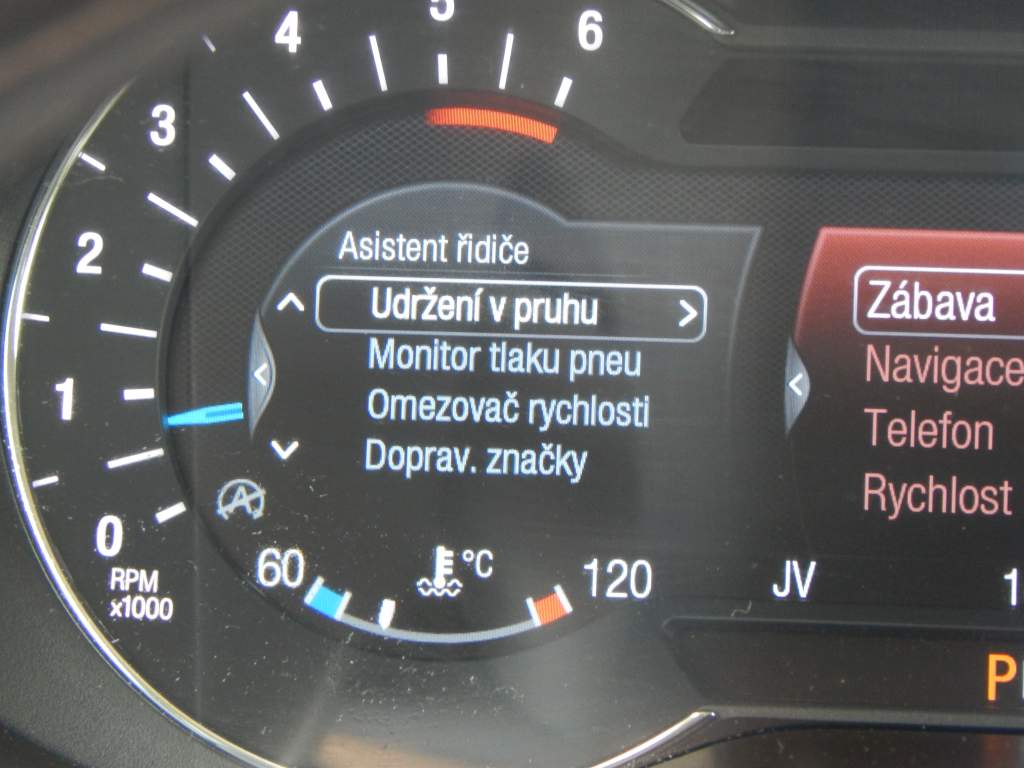 4
5
6
3
2
1
0
RPM
x1000
Asistent řidiče
Udržení v pruhu
Monitor tlaku pneu
Omezovač rychlosti
Doprav. značky
A
60
°C
120
Zábava
Navigace
Telefon
Rychlost
JV
1
P